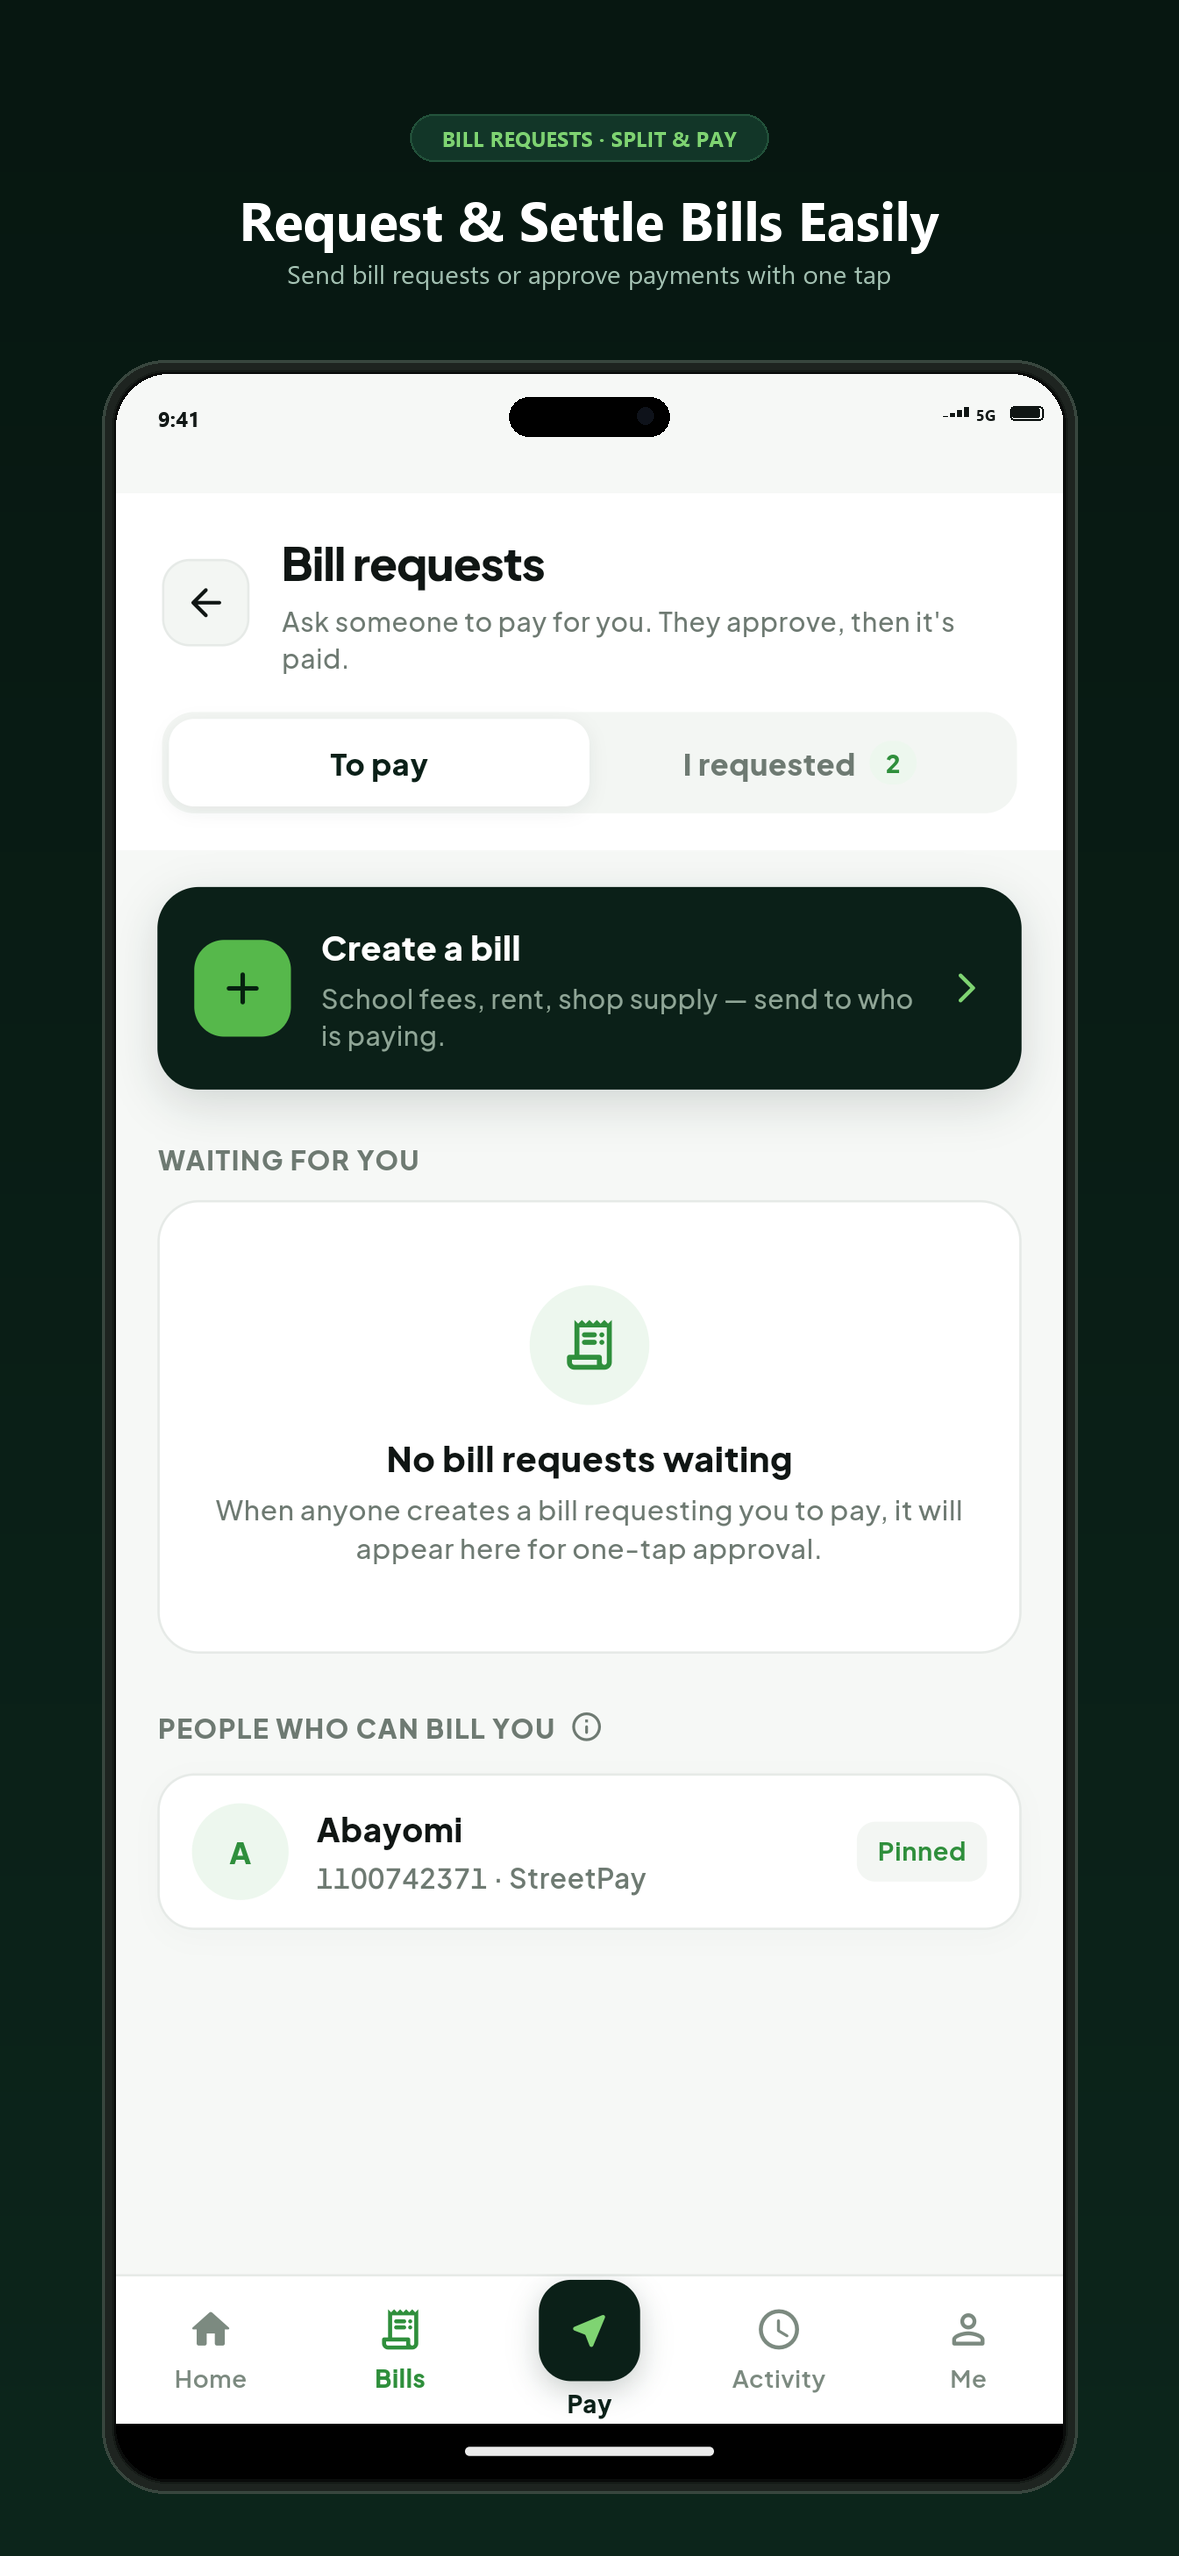 BILL REQUESTS · SPLIT & PAY
Request & Settle Bills Easily
Send bill requests or approve payments with one tap
9:41
5G
Bill requests
Ask someone to pay for you. They approve, then it's
paid.
To pay
I requested 2
Create a bill
School fees, rent, shop supply — send to who
is paying.
WAITING FOR YOU
No bill requests waiting
When anyone creates a bill requesting you to pay, it will
appear here for one-tap approval.
PEOPLE WHO CAN BILL YOU
A
Abayomi
1100742371 · StreetPay
Pinned
Home
Bills
Pay
Activity
Me